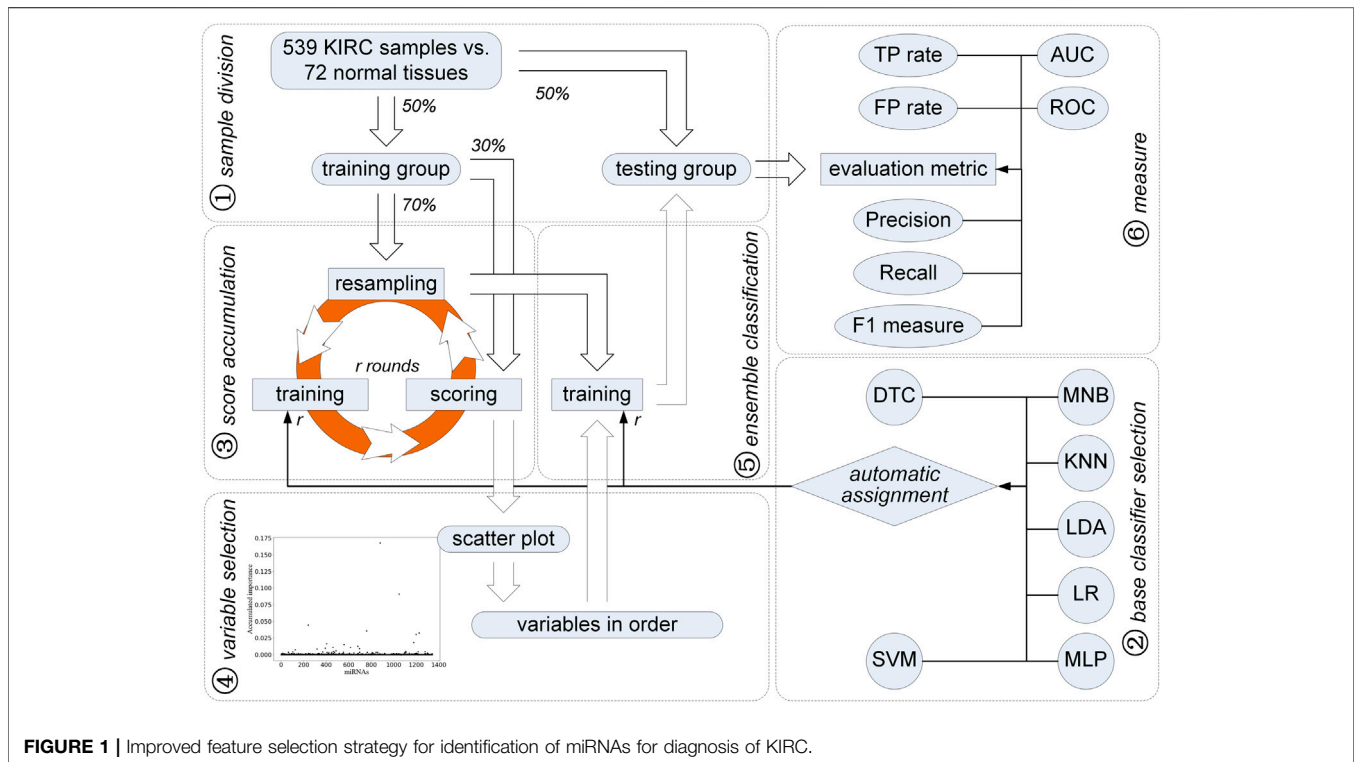 ① sample division
539 KIRC samples vs.
72 normal tissues
50%
50%
training group
30%
70%
testing group
③ score accumulation
resampling
r rounds
training
scoring
r
⑤ ensemble classification
training
r
④ variable selection
scatter plot
variables in order
Accumulated importance
0.175
0.150
0.125
0.100
0.075
0.050
0.025
0.000
0 200 400 600 800 1000 1200 1400
miRNAs
⑥ measure
TP rate
AUC
FP rate
ROC
evaluation metric
Precision
Recall
F1 measure
② base classifier selection
DTC
MNB
KNN
automatic
assignment
LDA
LR
SVM
MLP
FIGURE 1 | Improved feature selection strategy for identification of miRNAs for diagnosis of KIRC.